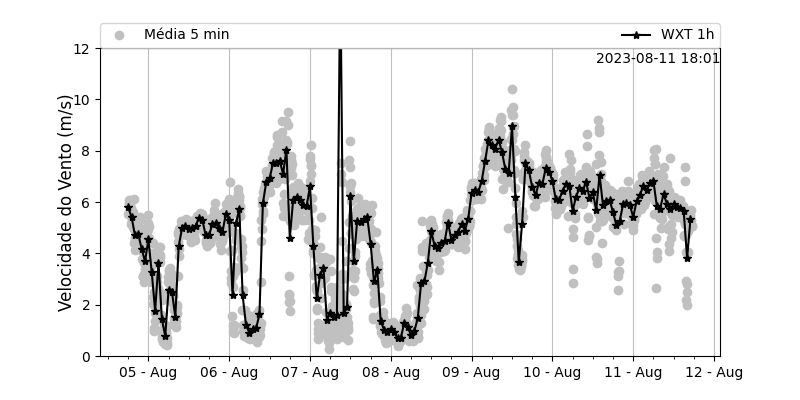 Média 5 min
WXT 1h
2023-08-11 18:01
Velocidade do Vento (m/s)
12
10
8
6
4
2
0
05 - Aug
06 - Aug
07 - Aug
08 - Aug
09 - Aug
10 - Aug
11 - Aug
12 - Aug